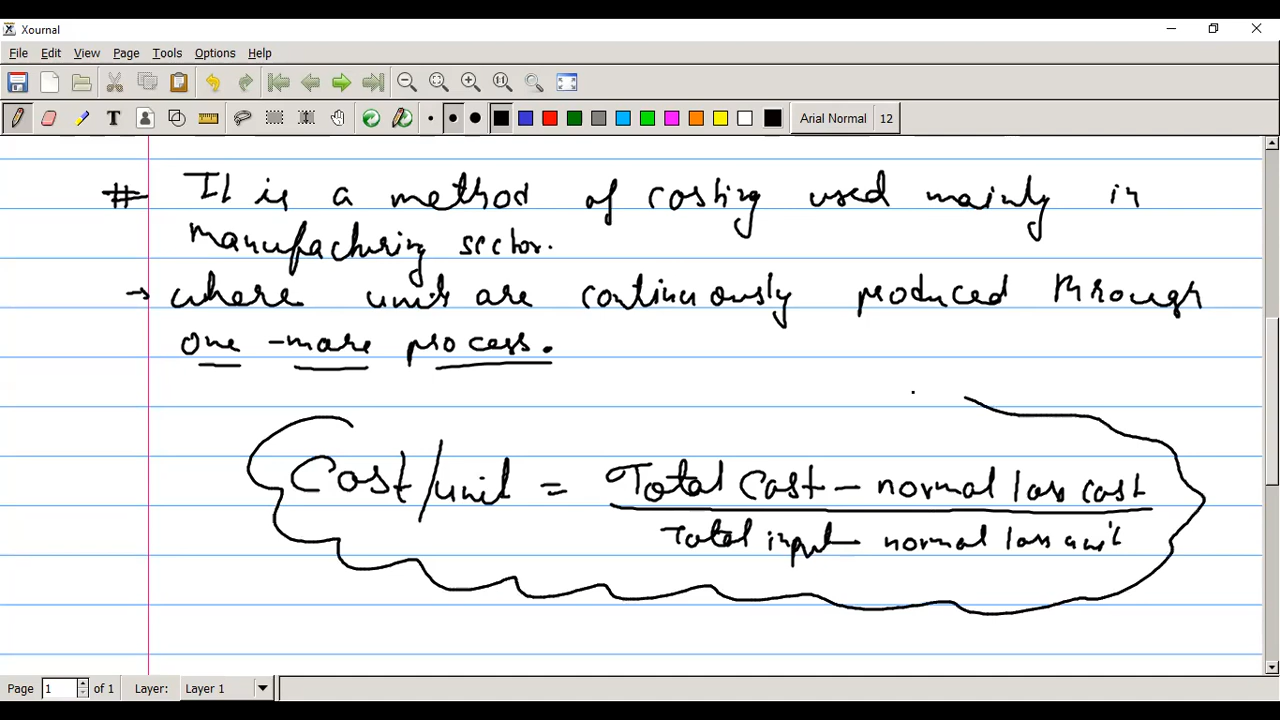 Xournal
File Edit View Page Tools Options Help
Arial Normal 12
# It is a method of costing used mainly in
manufacturing sector.
→ where units are continuously produced through
one - more process.
Cost/unit = Total Cost - normal loss cost
Total input - normal loss unit
Page 1 of 1 Layer: Layer 1